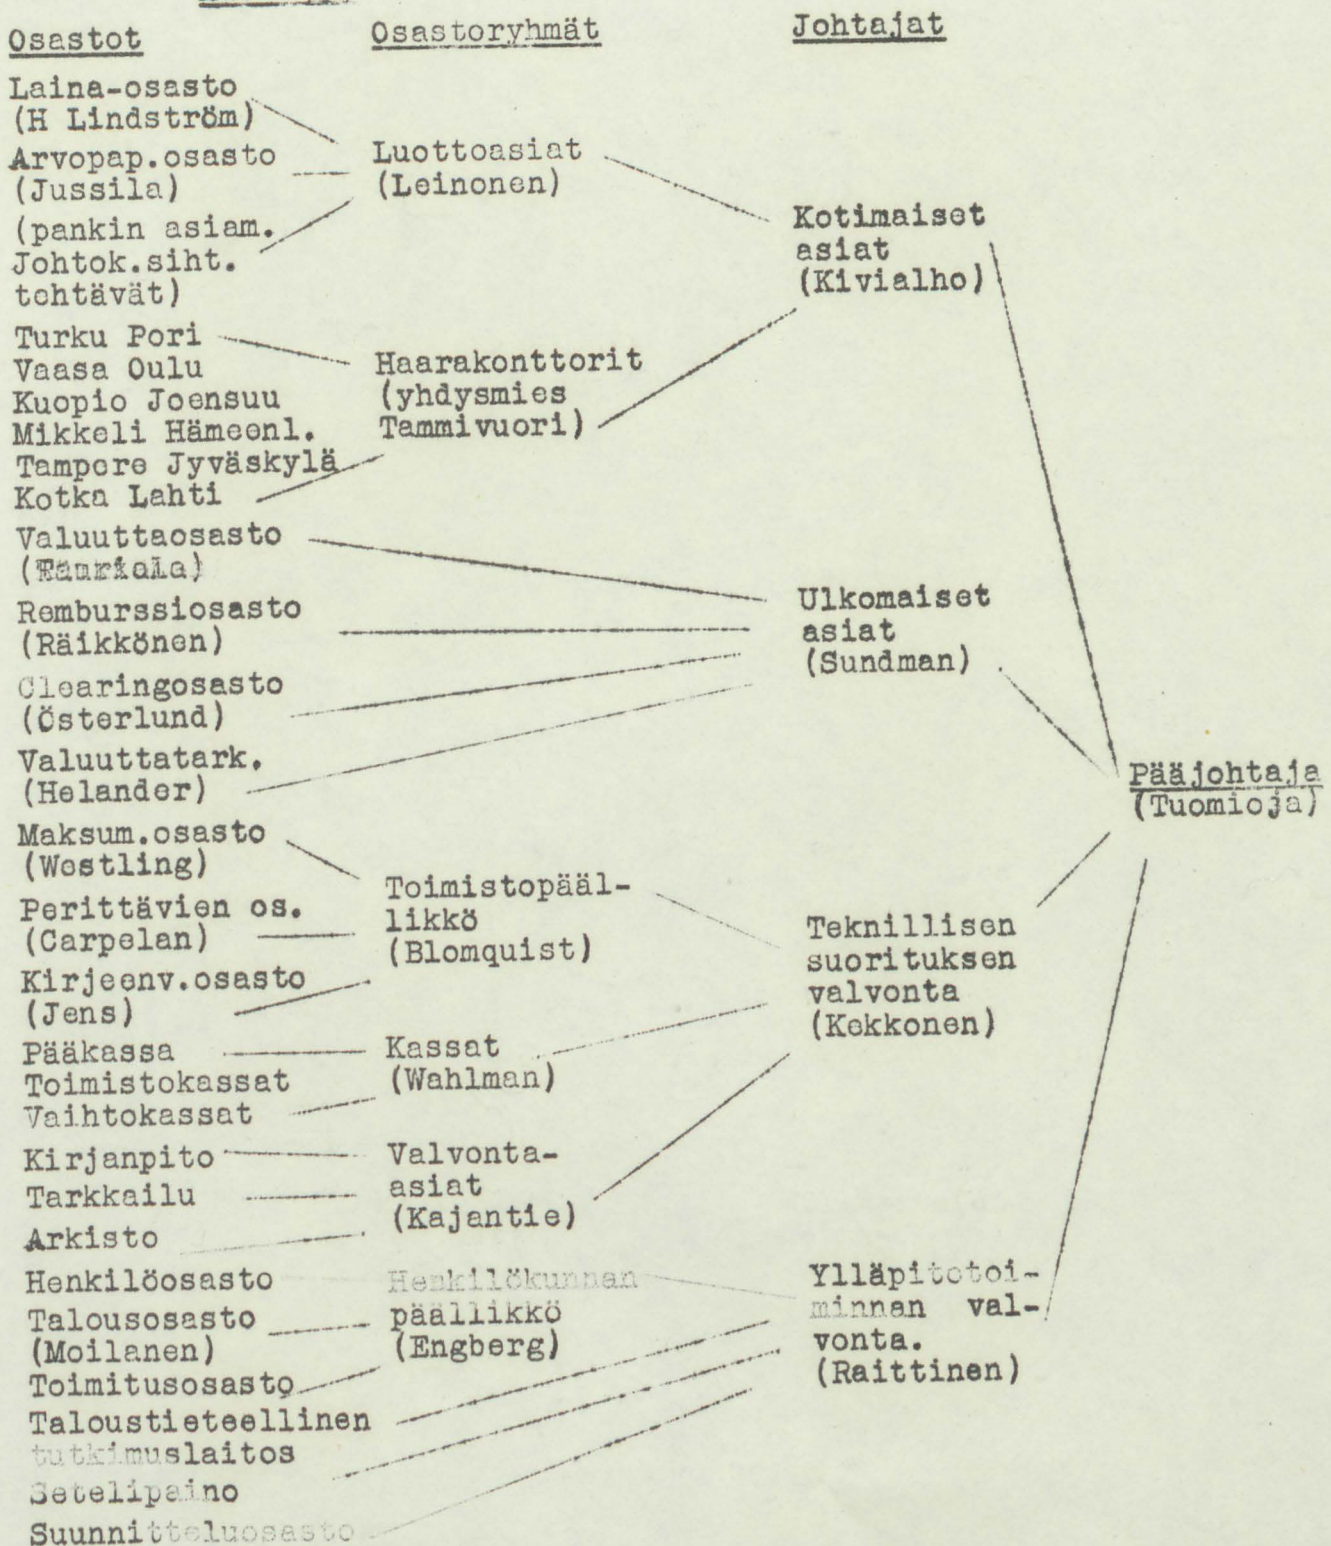 Osastot
Laina-osasto
(H Lindström)
Arvopap.osasto
(Jussila)
(pankin asiam.
Johtok.siht.
tehtävät)
Turku Pori
Vaasa Oulu
Kuopio Joensuu
Mikkeli Hämeenl.
Tampere Jyväskylä
Kotka Lahti
Valuuttaosasto
Remburssiosasto
(Räikkönen)
Clearingosasto
(Österlund)
Valuuttatark.
(Helander)
Maksum.osasto
(Westling)
Perittävien os.
(Carpelan)
Kirjeenv.osasto
(Jens)
Pääkassa
Toimistokassat
Vaihtokassat
Kirjanpito
Tarkkailu
Arkisto
Henkilöosasto
Talousosasto
(Moilanen)
Toimitusosasto
Taloustieteellinen
tutkimuslaitos
Setelipaino
Suunnitteluosasto
Osastoryhmät
Luottoasiat
(Leinonen)
Haarakonttorit
(yhdysmies
Tammivuori)
Toimistopääl-
likkö
(Blomquist)
Kassat
(Wahlman)
Valvonta-
asiat
(Kajantie)
Henkilökunnan
päällikkö
(Engberg)
Johtajat
Kotimaiset
asiat
(Kivialho)
Ulkomaiset
asiat
(Sundman)
Teknillisen
suorituksen
valvonta
(Kekkonen)
Ylläpitotoi-
minnan val-
vonta.
(Raittinen)
Pääjohtaja
(Tuomioja)